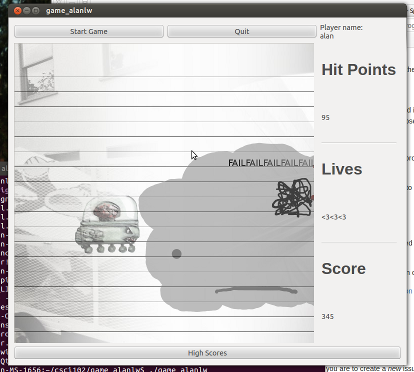 game_alanlw
Start Game
Quit
Player name:
alan
Hit Points
95
Lives
<3<3<3
Score
345
FAILFAILFAILFAILFAIL
High Scores
n-MS-1656:~/csci102/game_alanlw$ ./game_alanlw
you are to create a new issu